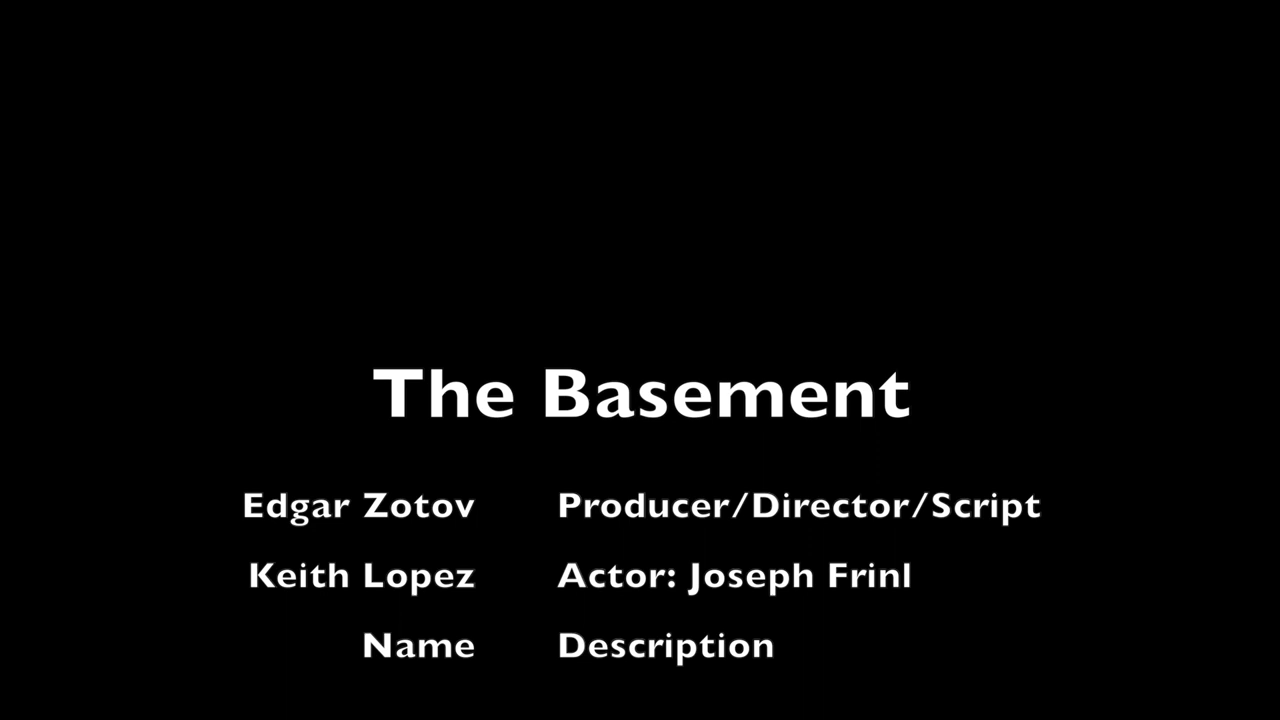 The Basement
Edgar Zotov Producer/Director/Script
Keith Lopez Actor: Joseph Frinl
Name Description